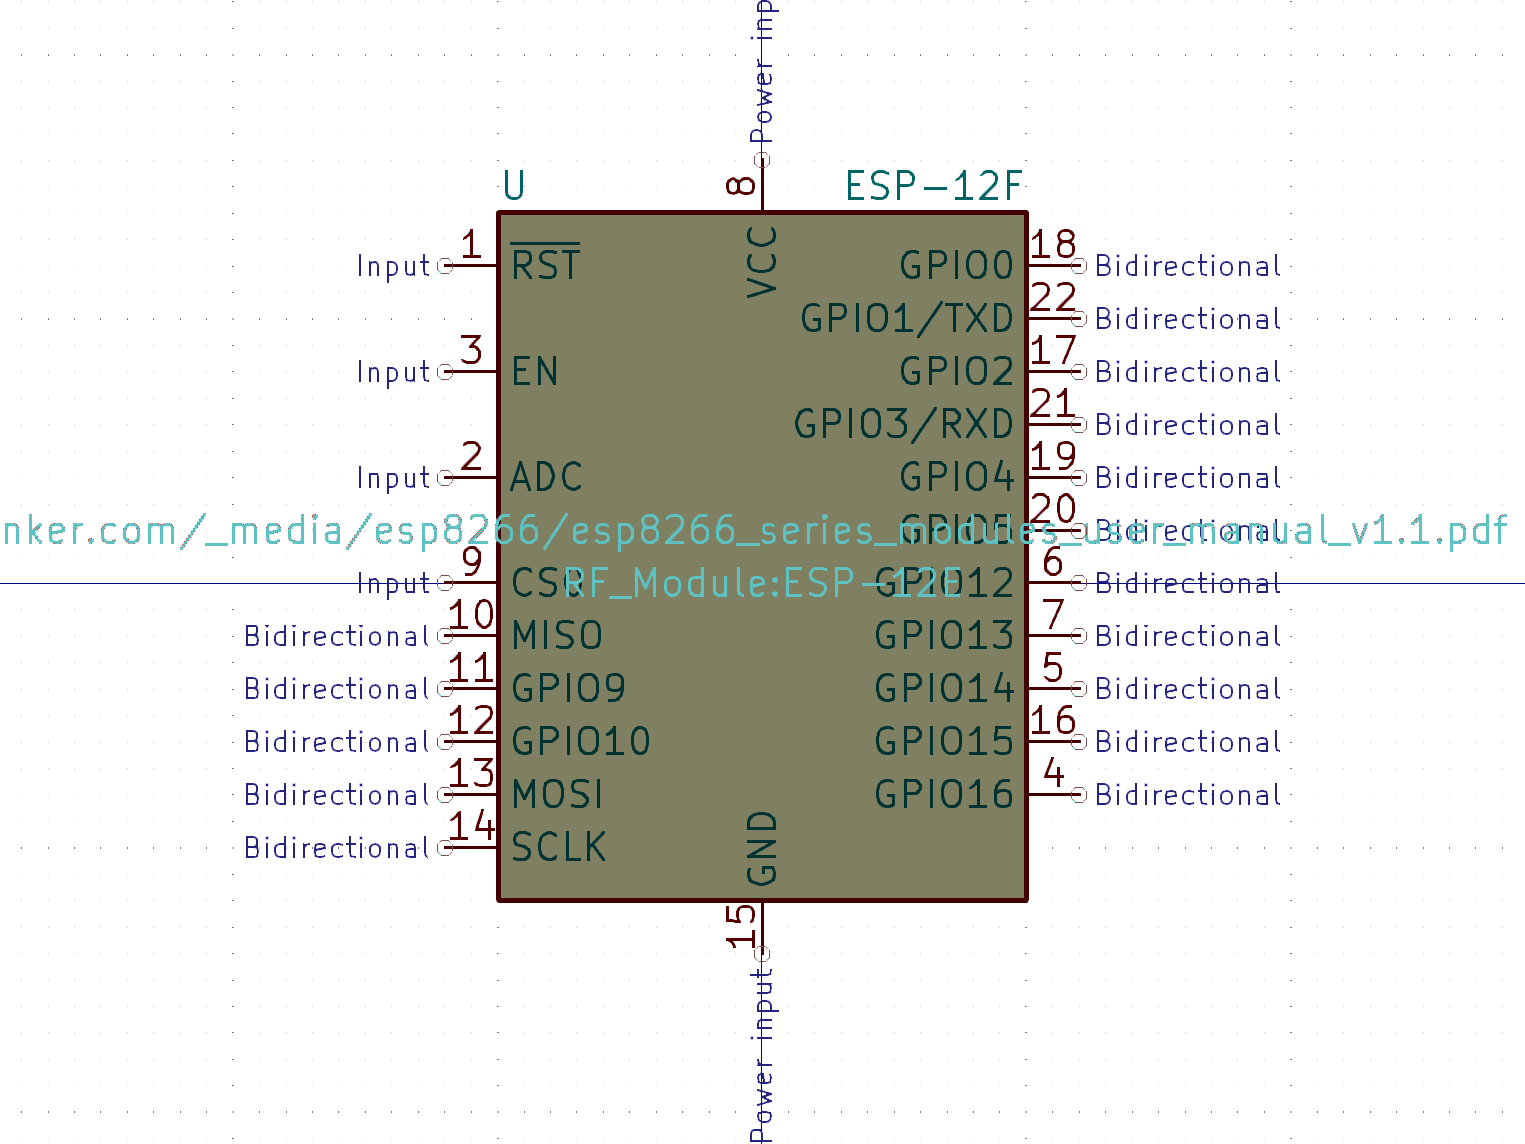 Power inp
8
U
ESP-12F
VCC
Input 1 RST
GPIO0 18 Bidirectional
GPIO1/TXD 22 Bidirectional
Input 3 EN
GPIO2 17 Bidirectional
GPIO3/RXD 21 Bidirectional
Input 2 ADC
GPIO4 19 Bidirectional
GPIO5 20 Bidirectional
nker.com/_media/esp8266/esp8266_series_modules_user_manual_v1.1.pdf
Input 9 CS0
GPIO12 6 Bidirectional
RF_Module:ESP-12E
Bidirectional 10 MISO
GPIO13 7 Bidirectional
Bidirectional 11 GPIO9
GPIO14 5 Bidirectional
Bidirectional 12 GPIO10
GPIO15 16 Bidirectional
Bidirectional 13 MOSI
GPIO16 4 Bidirectional
Bidirectional 14 SCLK
GND
15
Power input